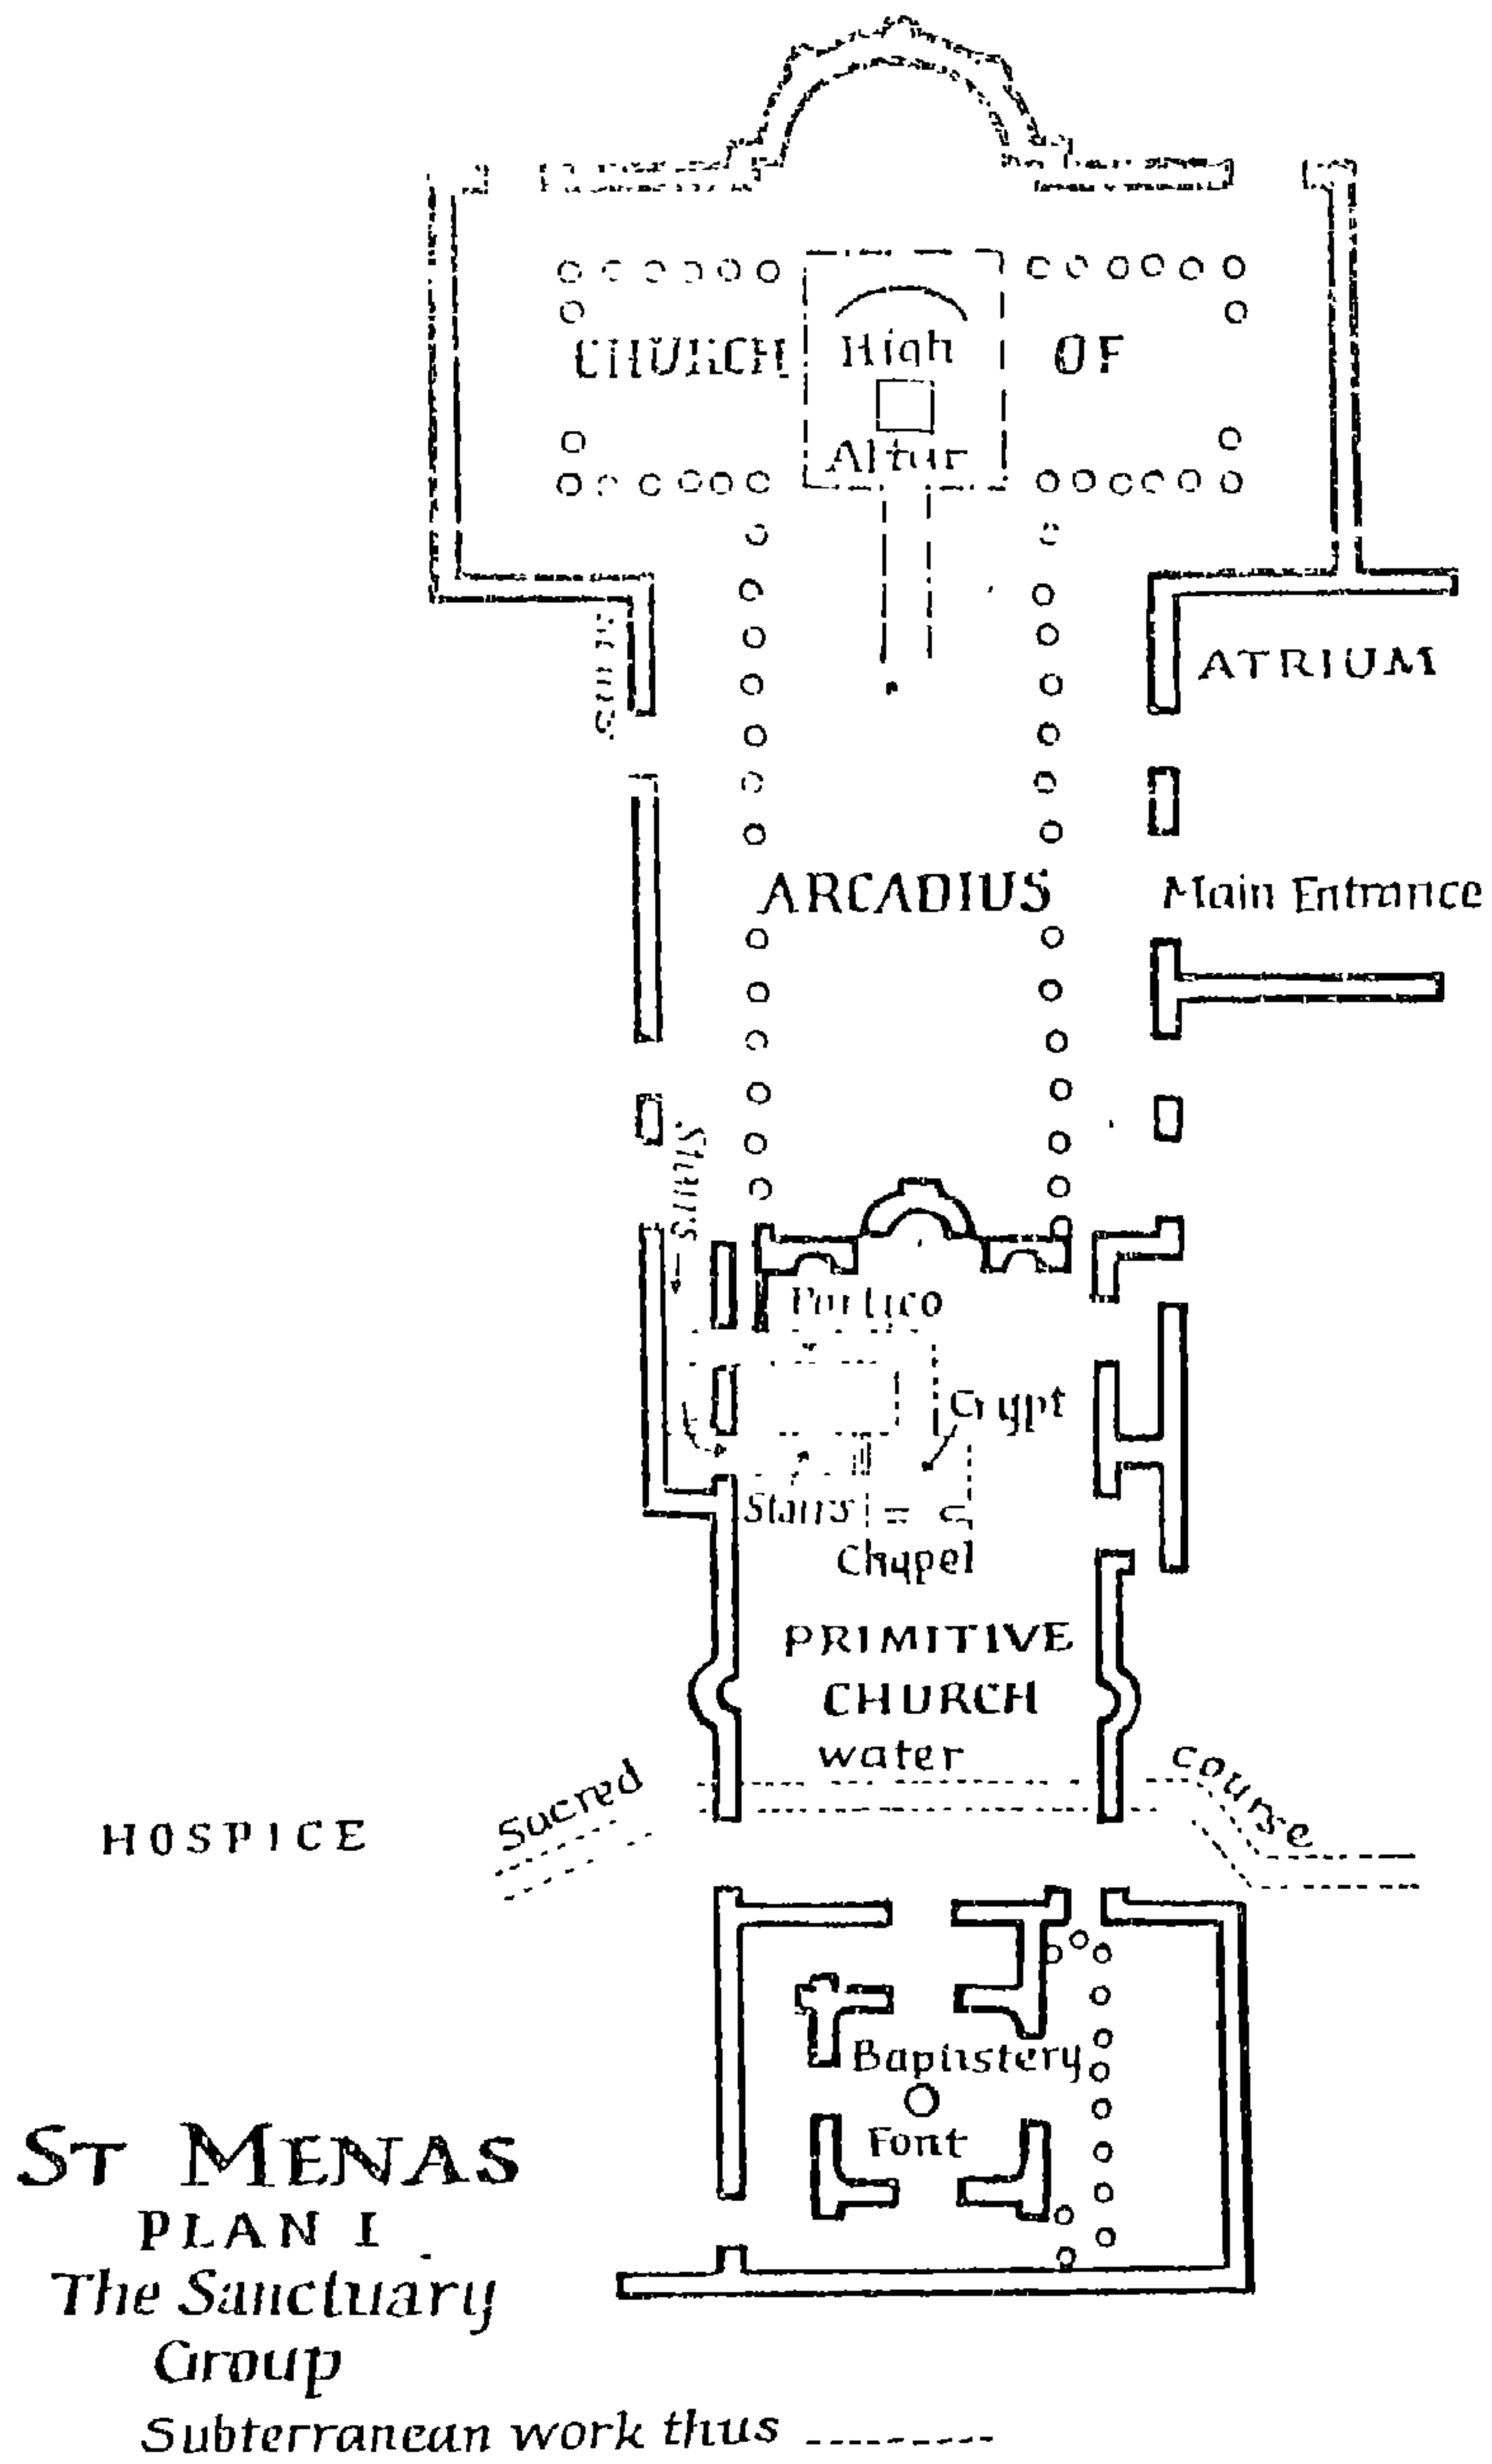 CHURCH OF
High
Altar
Stairs
ATRIUM
ARCADIUS
Main Entrance
Stairs
Portico
Crypt
Stairs
Chapel
PRIMITIVE
CHURCH
Sacred water course
HOSPICE
Baptistery
Font
ST MENAS
PLAN I
The Sanctuary
Group
Subterranean work thus